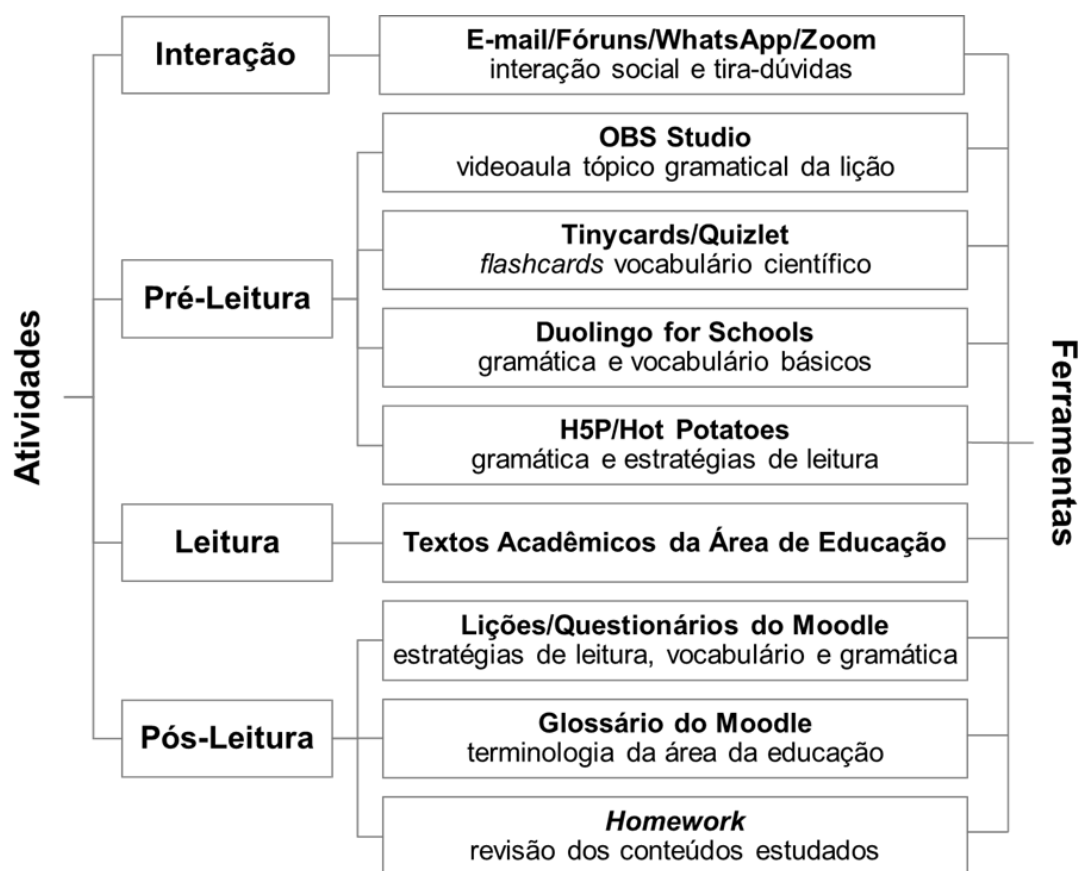 Atividades
Interação
E-mail/Fóruns/WhatsApp/Zoom
interação social e tira-dúvidas
Pré-Leitura
OBS Studio
videoaula tópico gramatical da lição
Tinycards/Quizlet
flashcards vocabulário científico
Duolingo for Schools
gramática e vocabulário básicos
H5P/Hot Potatoes
gramática e estratégias de leitura
Leitura
Textos Acadêmicos da Área de Educação
Pós-Leitura
Lições/Questionários do Moodle
estratégias de leitura, vocabulário e gramática
Glossário do Moodle
terminologia da área da educação
Homework
revisão dos conteúdos estudados
Ferramentas